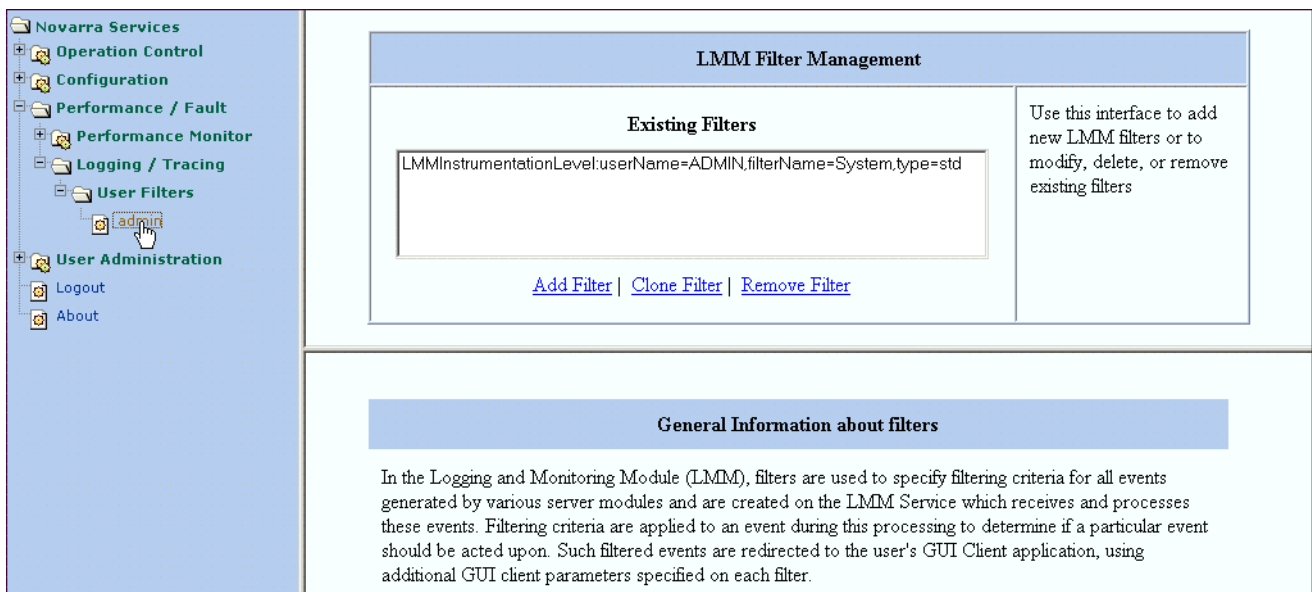 Novarra Services
Operation Control
Configuration
Performance / Fault
Performance Monitor
Logging / Tracing
User Filters
admin
User Administration
Logout
About
LMM Filter Management
Existing Filters
LMMInstrumentationLevel:userName=ADMIN,filterName=System,type=std
Add Filter | Clone Filter | Remove Filter
Use this interface to add
new LMM filters or to
modify, delete, or remove
existing filters
General Information about filters
In the Logging and Monitoring Module (LMM), filters are used to specify filtering criteria for all events
generated by various server modules and are created on the LMM Service which receives and processes
these events. Filtering criteria are applied to an event during this processing to determine if a particular event
should be acted upon. Such filtered events are redirected to the user's GUI Client application, using
additional GUI client parameters specified on each filter.